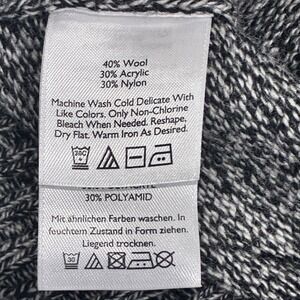 40% Wool
30% Acrylic
30% Nylon
Machine Wash Cold Delicate With
Like Colors. Only Non-Chlorine
Bleach When Needed. Reshape,
Dry Flat. Warm Iron As Desired.
30% POLYAMID
Mit ähnlichen Farben waschen. In
feuchtem Zustand in Form ziehen.
Liegend trocknen.
30